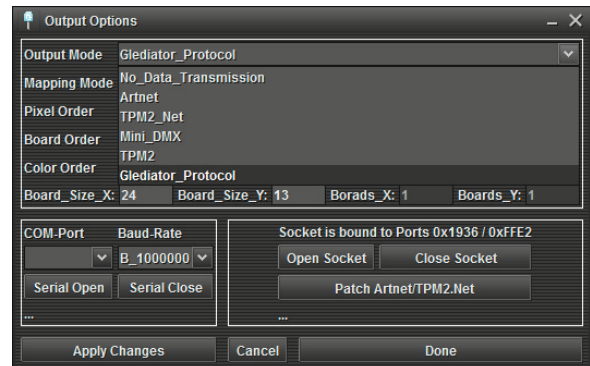 Output Options
Output Mode Glediator_Protocol
Mapping Mode No_Data_Transmission
Artnet
Pixel Order TPM2_Net
Board Order Mini_DMX
TPM2
Color Order Glediator_Protocol
Board_Size_X: 24 Board_Size_Y: 13 Borads_X: 1 Boards_Y: 1
COM-Port Baud-Rate
B_1000000
Serial Open Serial Close
...
Socket is bound to Ports 0x1936 / 0xFFE2
Open Socket Close Socket
Patch Artnet/TPM2.Net
...
Apply Changes Cancel Done